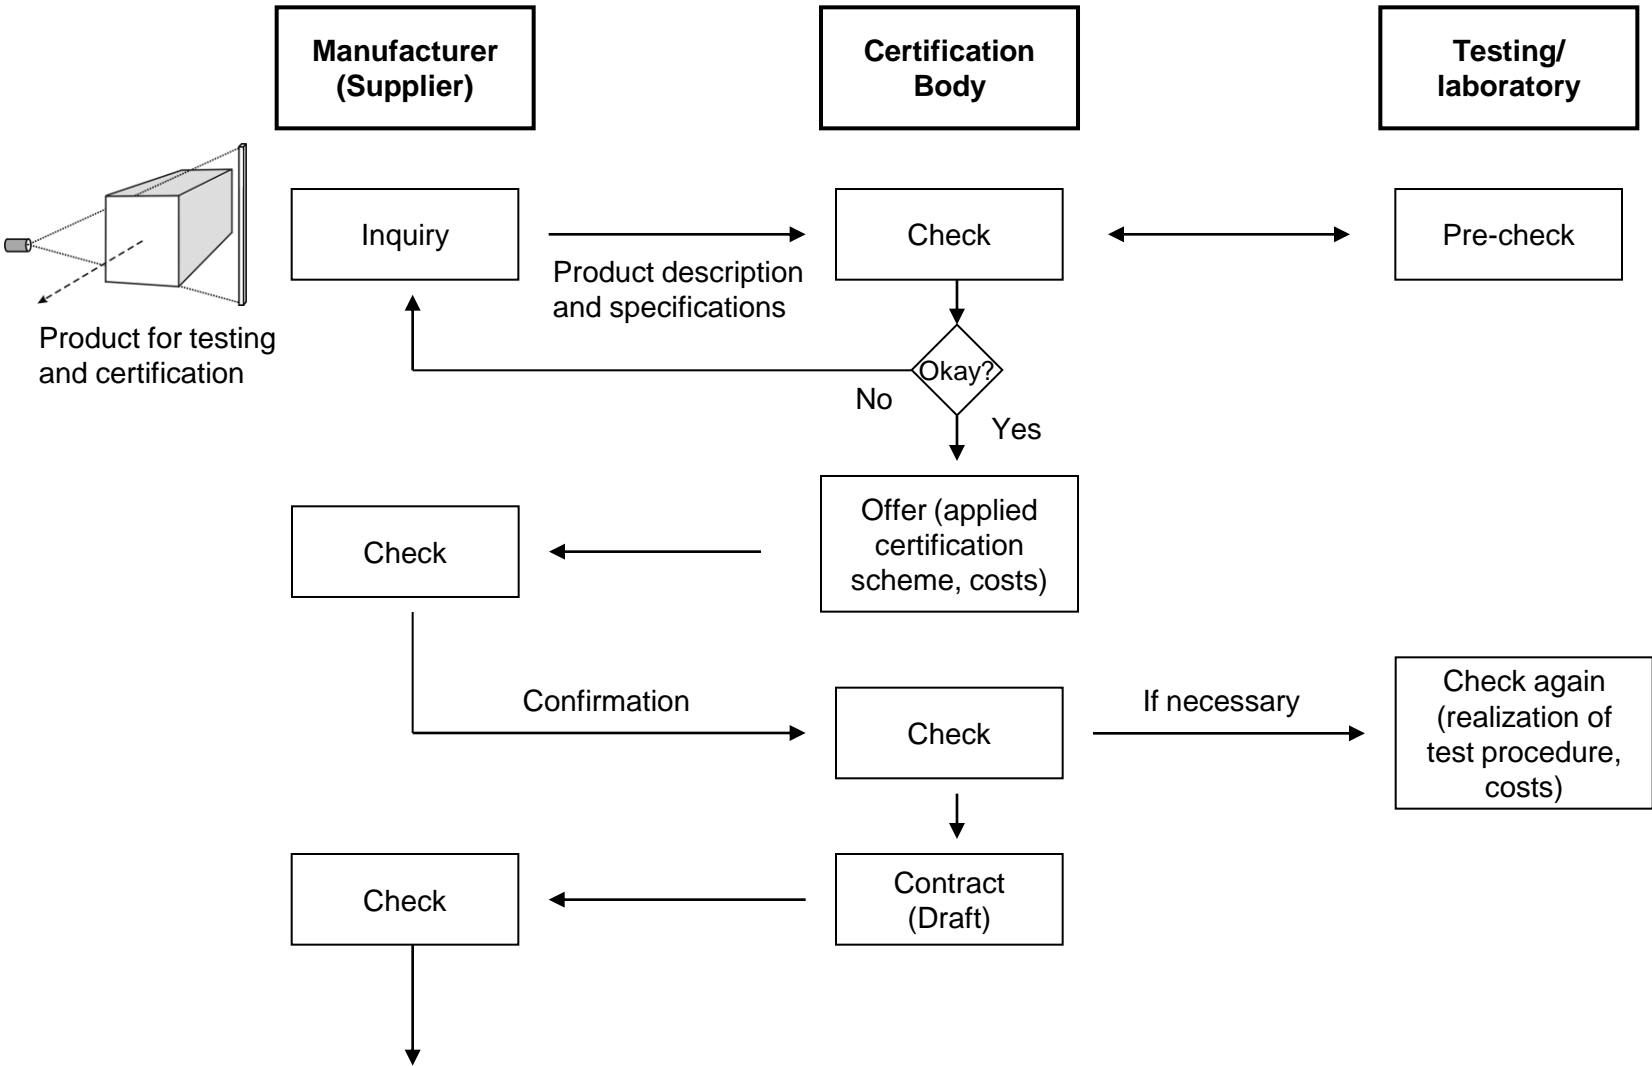 Manufacturer
(Supplier)
Certification
Body
Testing/
laboratory
Inquiry
Check
Pre-check
Product description
and specifications
Product for testing
and certification
Okay?
No
Yes
Offer (applied
certification
scheme, costs)
Check
Confirmation
Check
If necessary
Check again
(realization of
test procedure,
costs)
Check
Contract
(Draft)